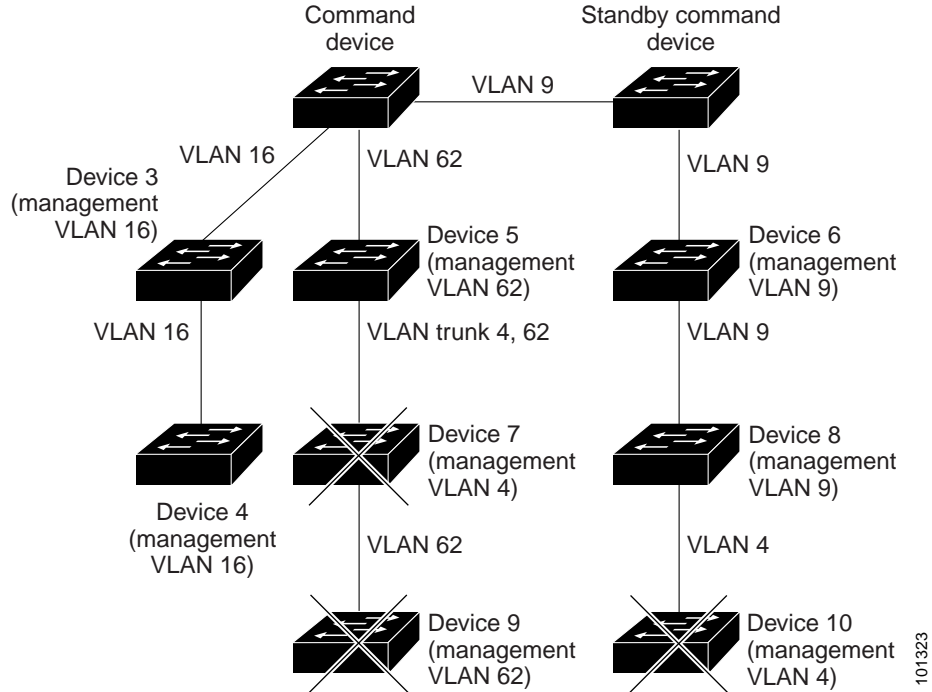 Command
device
Standby command
device
VLAN 9
VLAN 16
VLAN 62
VLAN 9
Device 3
(management
VLAN 16)
Device 5
(management
VLAN 62)
Device 6
(management
VLAN 9)
VLAN 16
VLAN trunk 4, 62
VLAN 9
Device 7
(management
VLAN 4)
Device 8
(management
VLAN 9)
Device 4
(management
VLAN 16)
VLAN 62
VLAN 4
Device 9
(management
VLAN 62)
Device 10
(management
VLAN 4)
101323